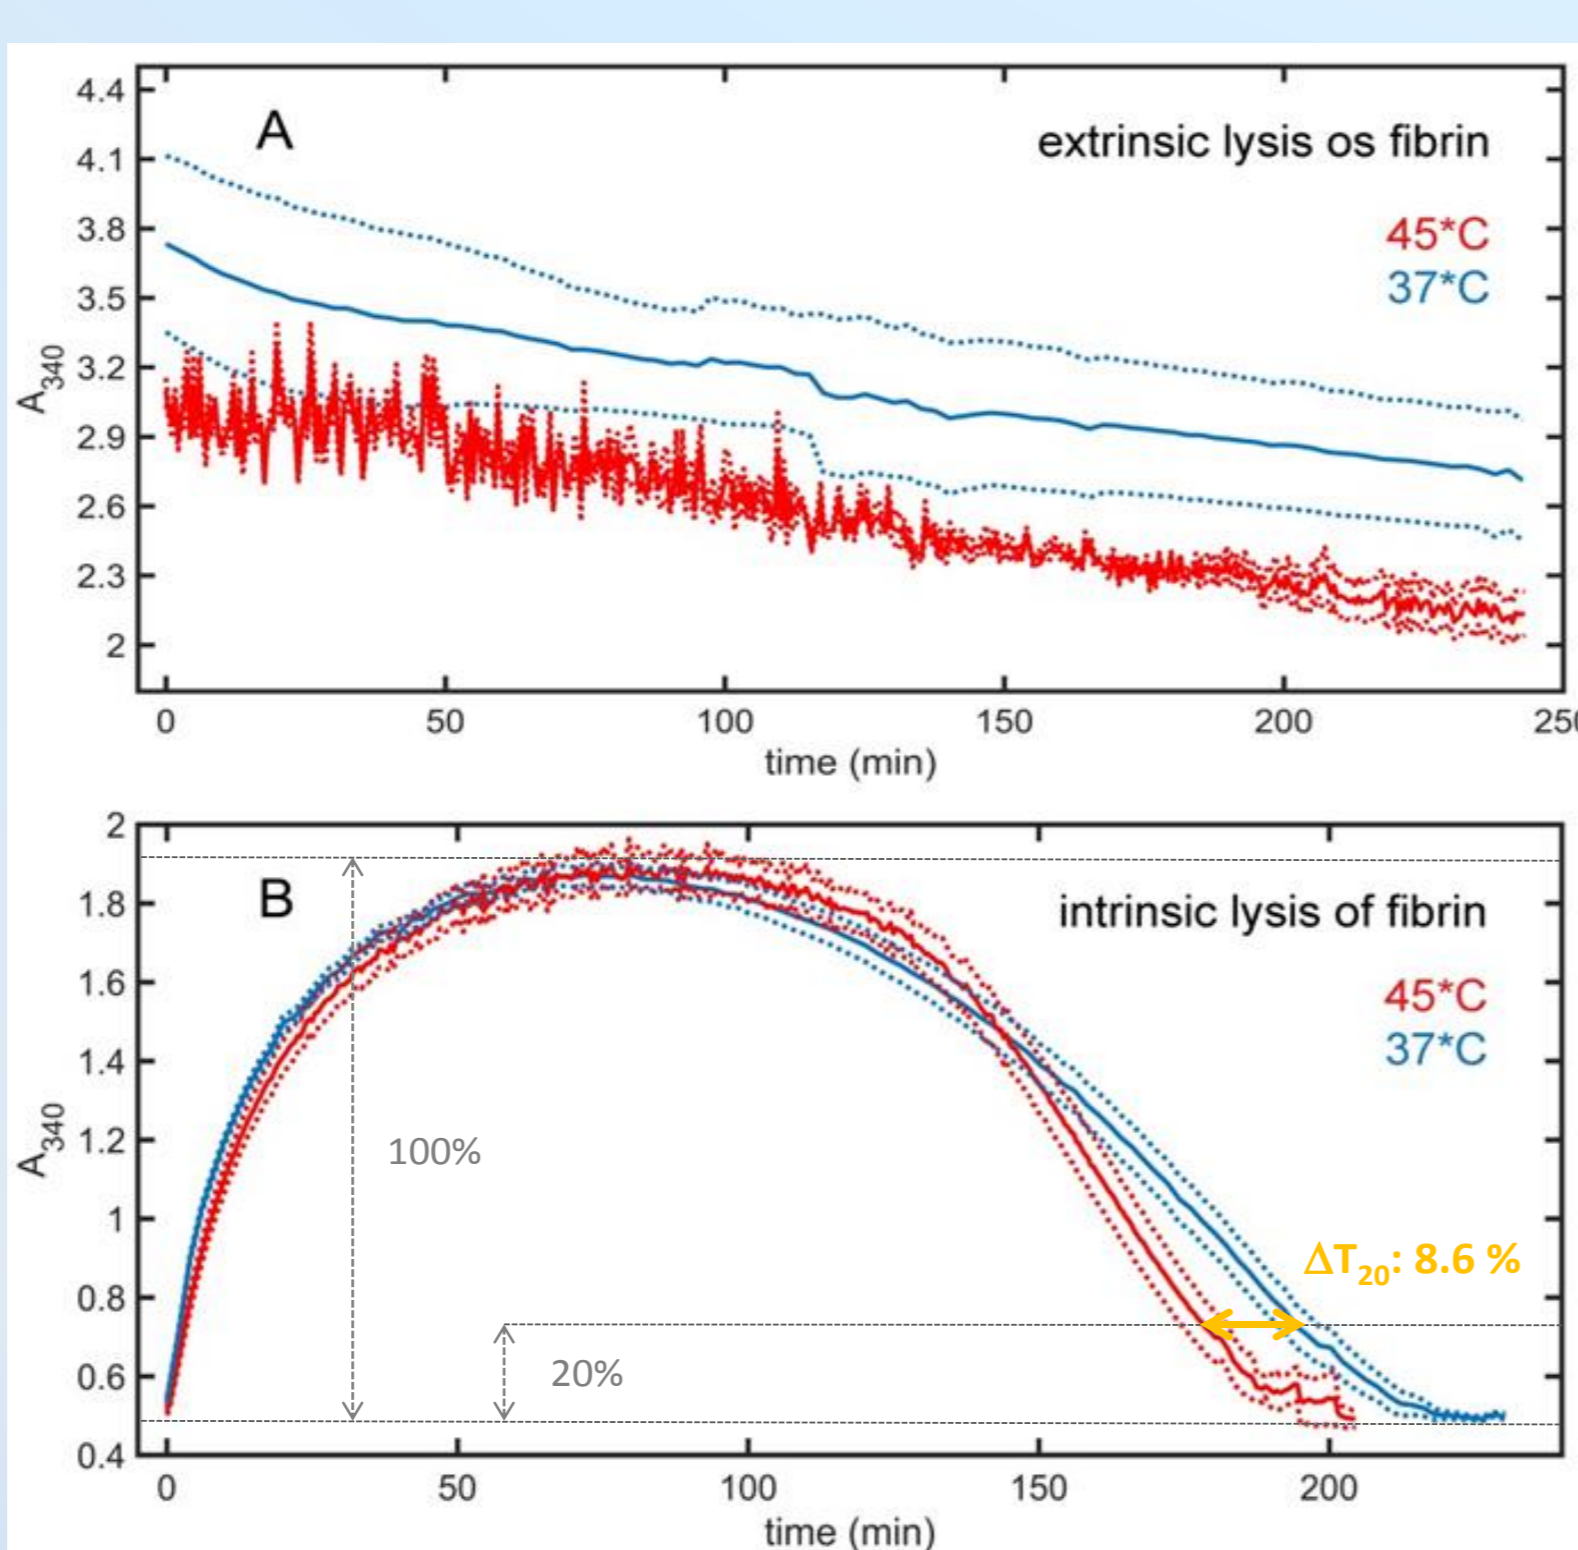 4.4
A
extrinsic lysis os fibrin
4.1
3.8
45*C
37*C
3.5
3.2
A340
2.9
2.6
2.3
2
0 50 100 150 200 250
time (min)
2
B
intrinsic lysis of fibrin
1.8
1.6
45*C
37*C
1.4
A340
1.2
100%
1
ΔT20: 8.6 %
0.8
20%
0.6
0.4
0 50 100 150 200
time (min)